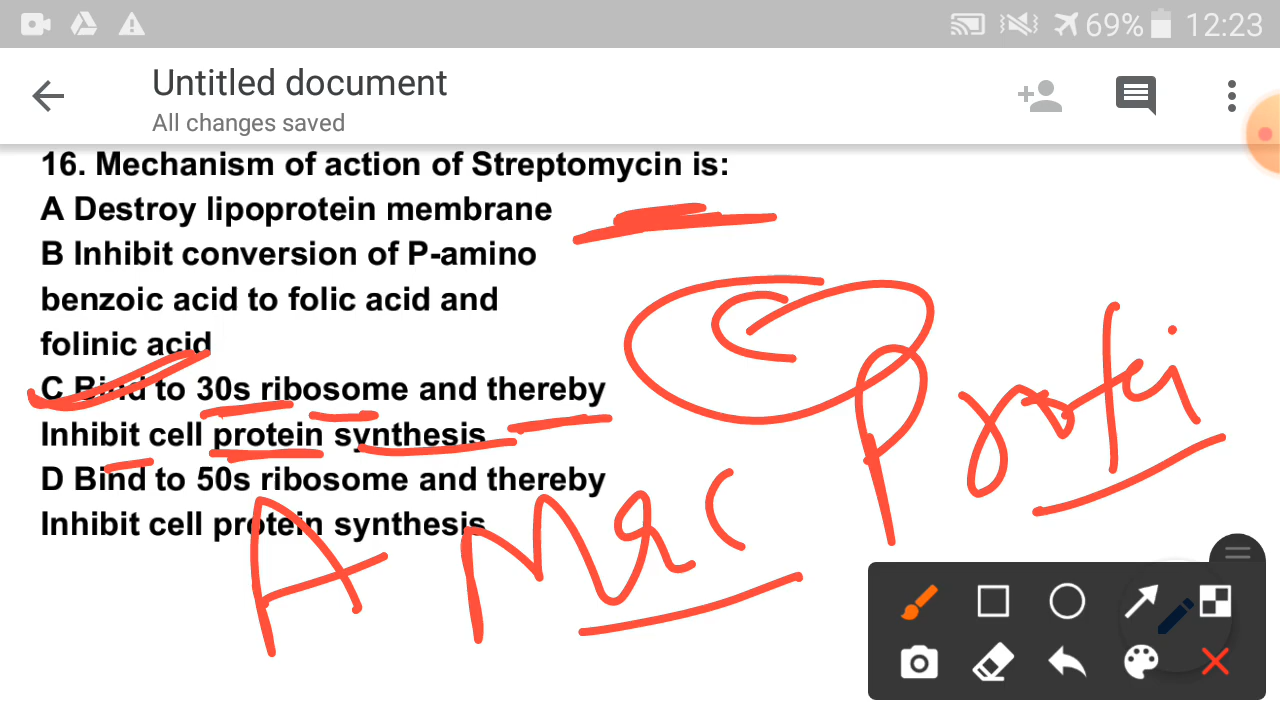 69% 12:23
Untitled document
All changes saved
16. Mechanism of action of Streptomycin is:
A Destroy lipoprotein membrane
B Inhibit conversion of P-amino
benzoic acid to folic acid and
folinic acid
C Bind to 30s ribosome and thereby
Inhibit cell protein synthesis
D Bind to 50s ribosome and thereby
Inhibit cell protein synthesis